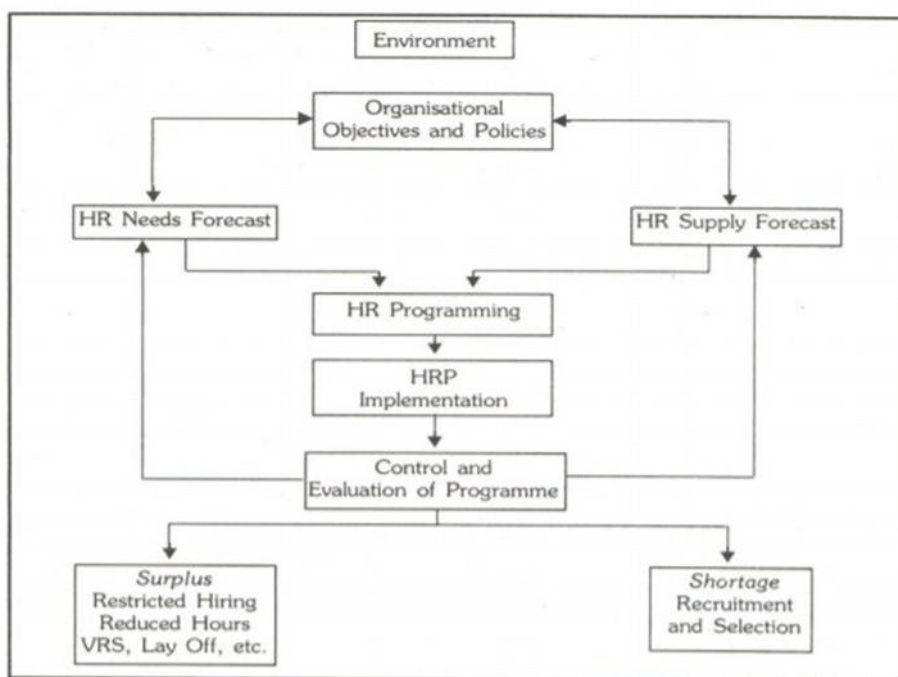 Environment
Organisational
Objectives and Policies
HR Needs Forecast
HR Supply Forecast
HR Programming
HRP
Implementation
Control and
Evaluation of Programme
Surplus
Restricted Hiring
Reduced Hours
VRS, Lay Off, etc.
Shortage
Recruitment
and Selection